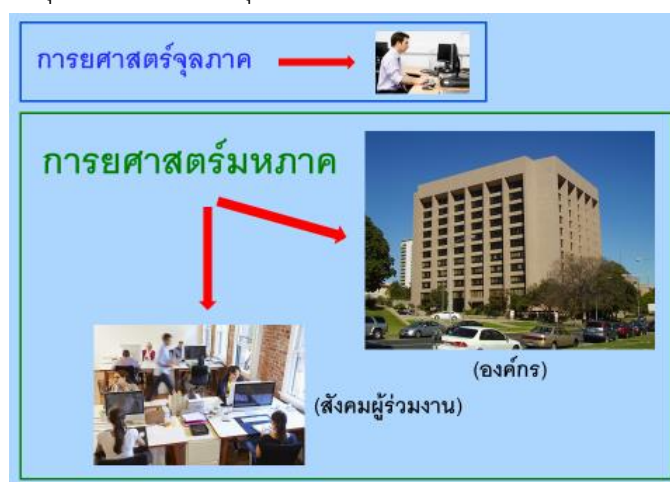 การยศาสตร์จุลภาค
การยศาสตร์มหภาค
(องค์กร)
(สังคมผู้ร่วมงาน)